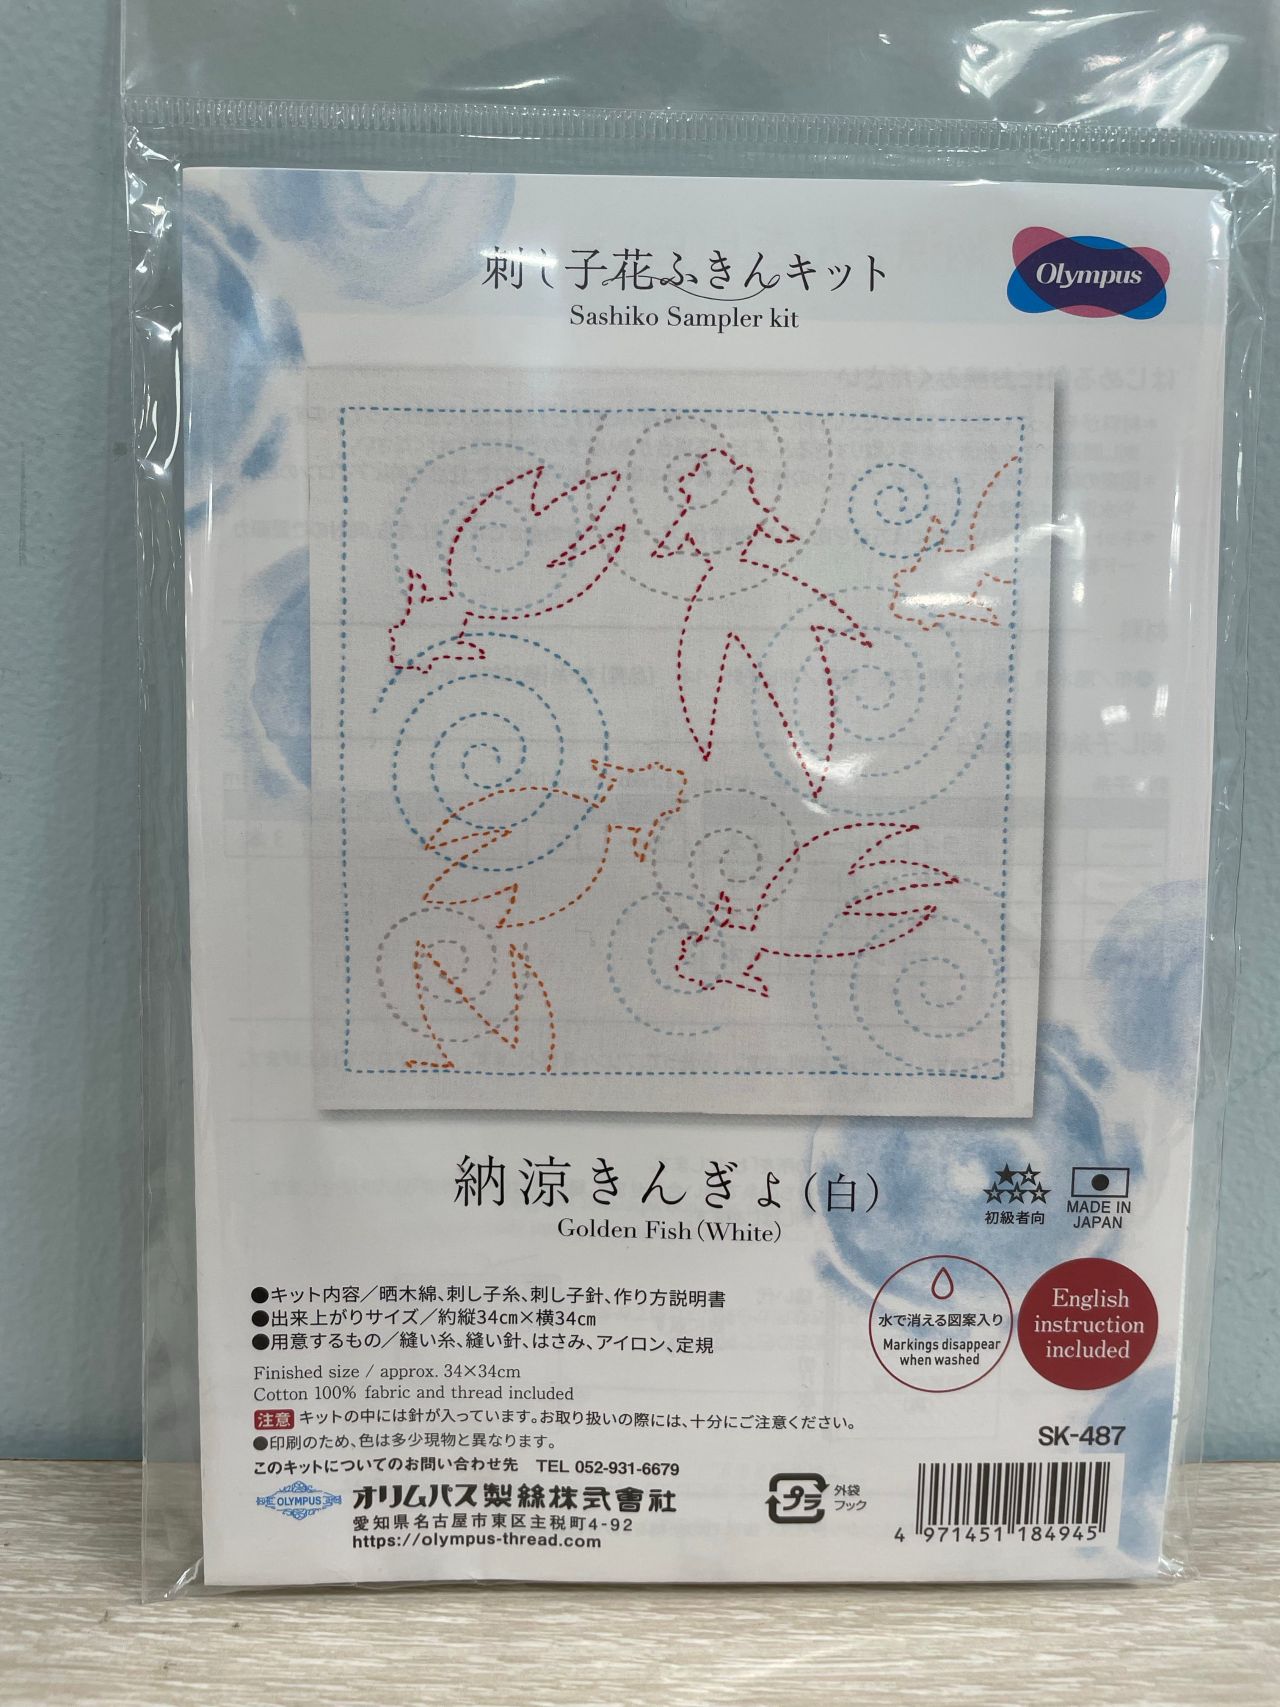 刺し子花ふきんキット
Sashiko Sampler kit
Olympus
納涼きんぎょ(白)
Golden Fish(White)
初級者向
MADE IN
JAPAN
●キット内容/晒木綿、刺し子糸、刺し子針、作り方説明書
●出来上がりサイズ/約縦34㎝×横34㎝
●用意するもの/縫い糸、縫い針、はさみ、アイロン、定規
Finished size / approx. 34×34cm
Cotton 100% fabric and thread included
注意 キットの中には針が入っています。お取り扱いの際には、十分にご注意ください。
●印刷のため、色は多少現物と異なります。
このキットについてのお問い合わせ先 TEL 052-931-6679
OLYMPUS オリムパス製絲株式會社
愛知県名古屋市東区主税町4-92
https://olympus-thread.com
水で消える図案入り
Markings disappear
when washed
English
instruction
included
SK-487
プラ 外袋
フック
4 971451 184945